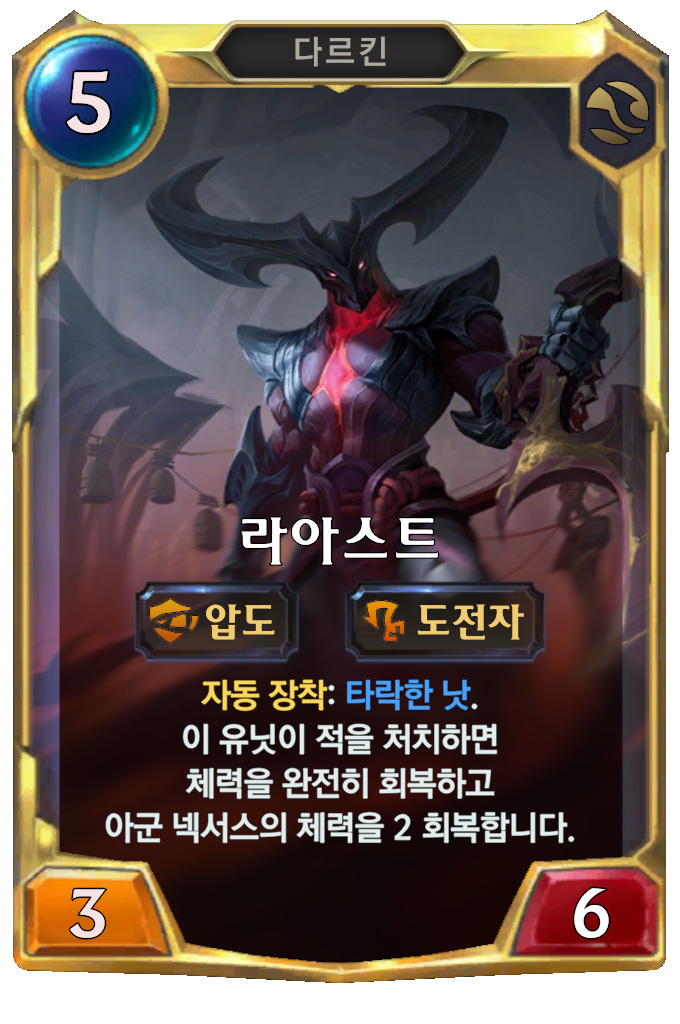 다르킨
5
라아스트
압도 도전자
자동 장착: 타락한 낫.
이 유닛이 적을 처치하면
체력을 완전히 회복하고
아군 넥서스의 체력을 2 회복합니다.
3 6